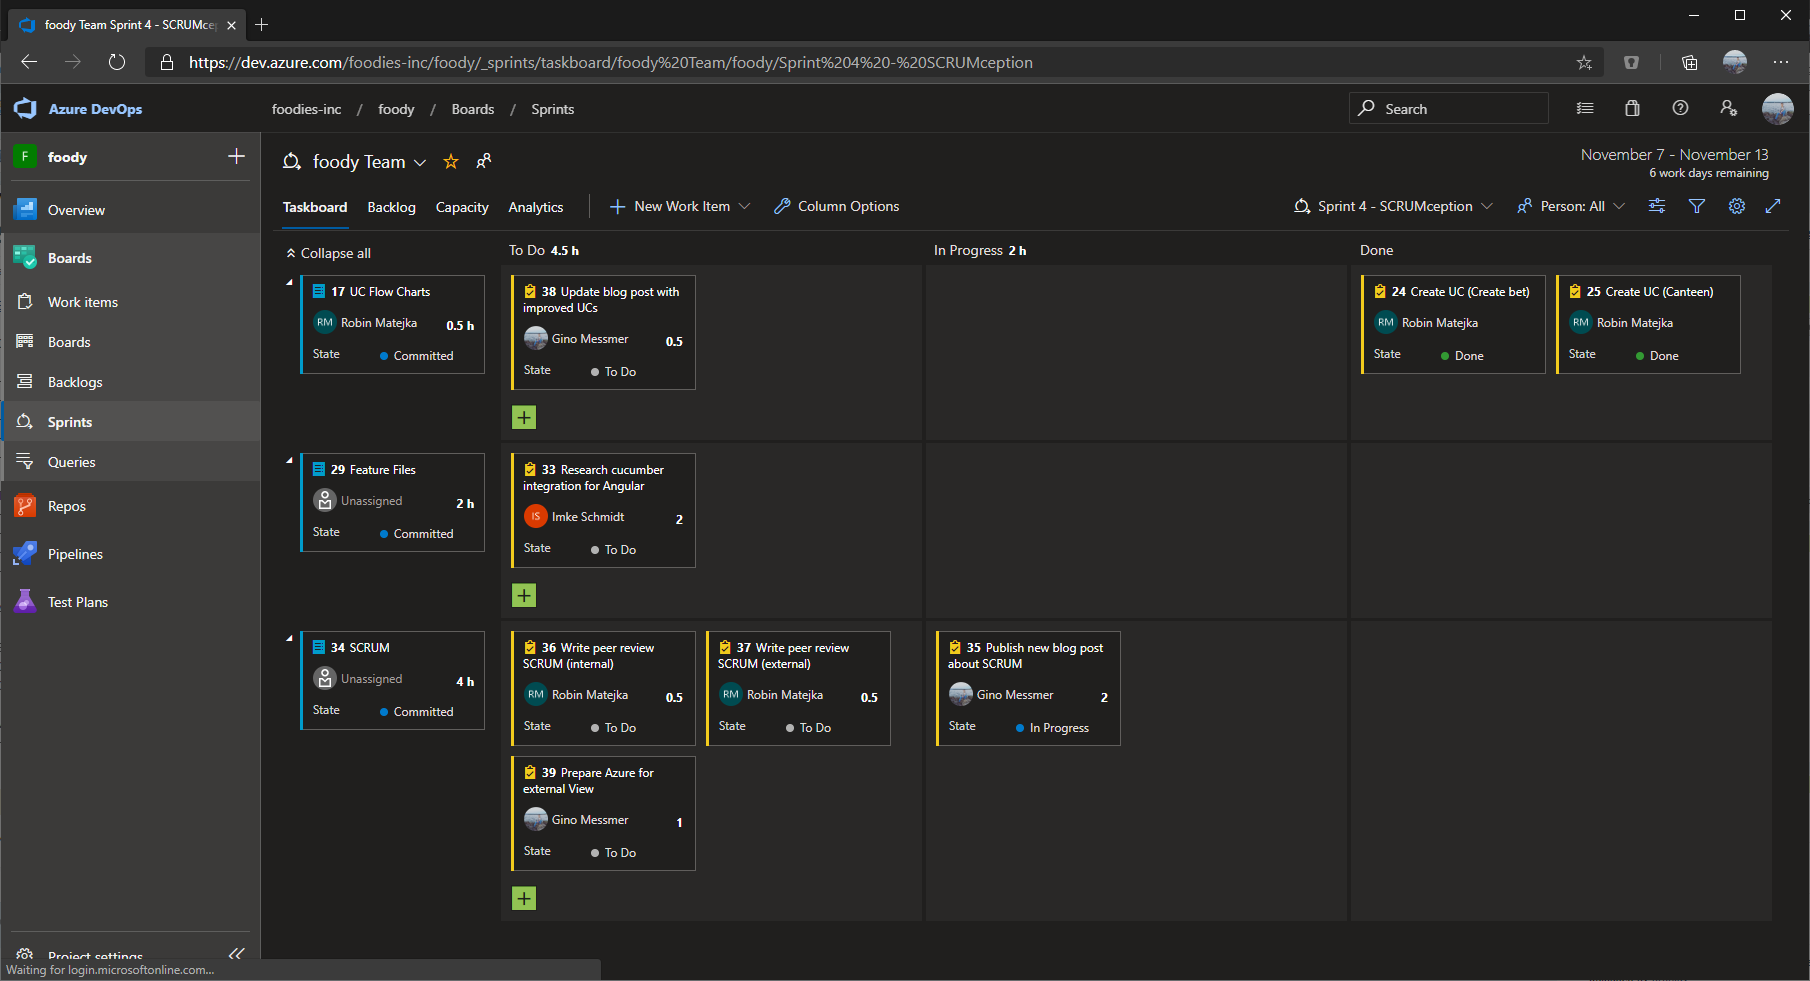 foody Team Sprint 4 - SCRUMcep
https://dev.azure.com/foodies-inc/foody/_sprints/taskboard/foody%20Team/foody/Sprint%204%20-%20SCRUMception
Azure DevOps
foodies-inc / foody / Boards / Sprints
Search
F foody
Overview
Boards
Work items
Boards
Backlogs
Sprints
Queries
Repos
Pipelines
Test Plans
Project settings
Waiting for login.microsoftonline.com...
foody Team
November 7 - November 13
6 work days remaining
Taskboard Backlog Capacity Analytics New Work Item Column Options
Sprint 4 - SCRUMception Person: All
Collapse all
To Do 4.5 h
In Progress 2 h
Done
17 UC Flow Charts
RM Robin Matejka 0.5 h
State Committed
38 Update blog post with
improved UCs
Gino Messmer 0.5
State To Do
24 Create UC (Create bet)
RM Robin Matejka
State Done
25 Create UC (Canteen)
RM Robin Matejka
State Done
29 Feature Files
Unassigned 2 h
State Committed
33 Research cucumber
integration for Angular
IS Imke Schmidt 2
State To Do
34 SCRUM
Unassigned 4 h
State Committed
36 Write peer review
SCRUM (internal)
RM Robin Matejka 0.5
State To Do
37 Write peer review
SCRUM (external)
RM Robin Matejka 0.5
State To Do
35 Publish new blog post
about SCRUM
Gino Messmer 2
State In Progress
39 Prepare Azure for
external View
Gino Messmer 1
State To Do